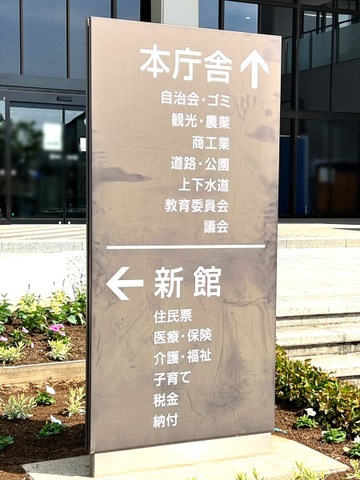 本庁舎↑
自治会・ゴミ
観光・農業
商工業
道路・公園
上下水道
教育委員会
議会
←新館
住民票
医療・保険
介護・福祉
子育て
税金
納付